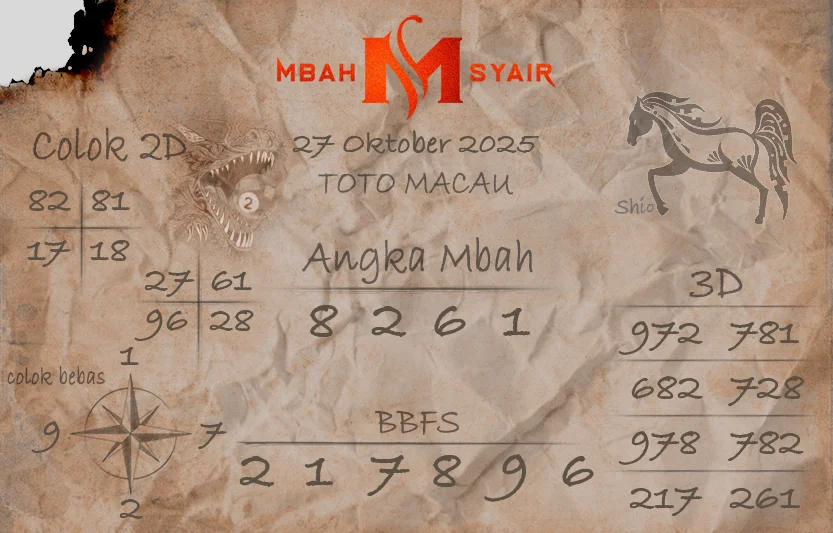 MBAH M SYAIR
27 Oktober 2025
TOTO MACAU
Colok 2D
82 81
17 18
27 61
96 28
2
Shio
Angka Mbah
8 2 6 1
3D
972 781
682 728
978 782
217 261
colok bebas
1
9 7
2
BBFS
2 1 7 8 9 6